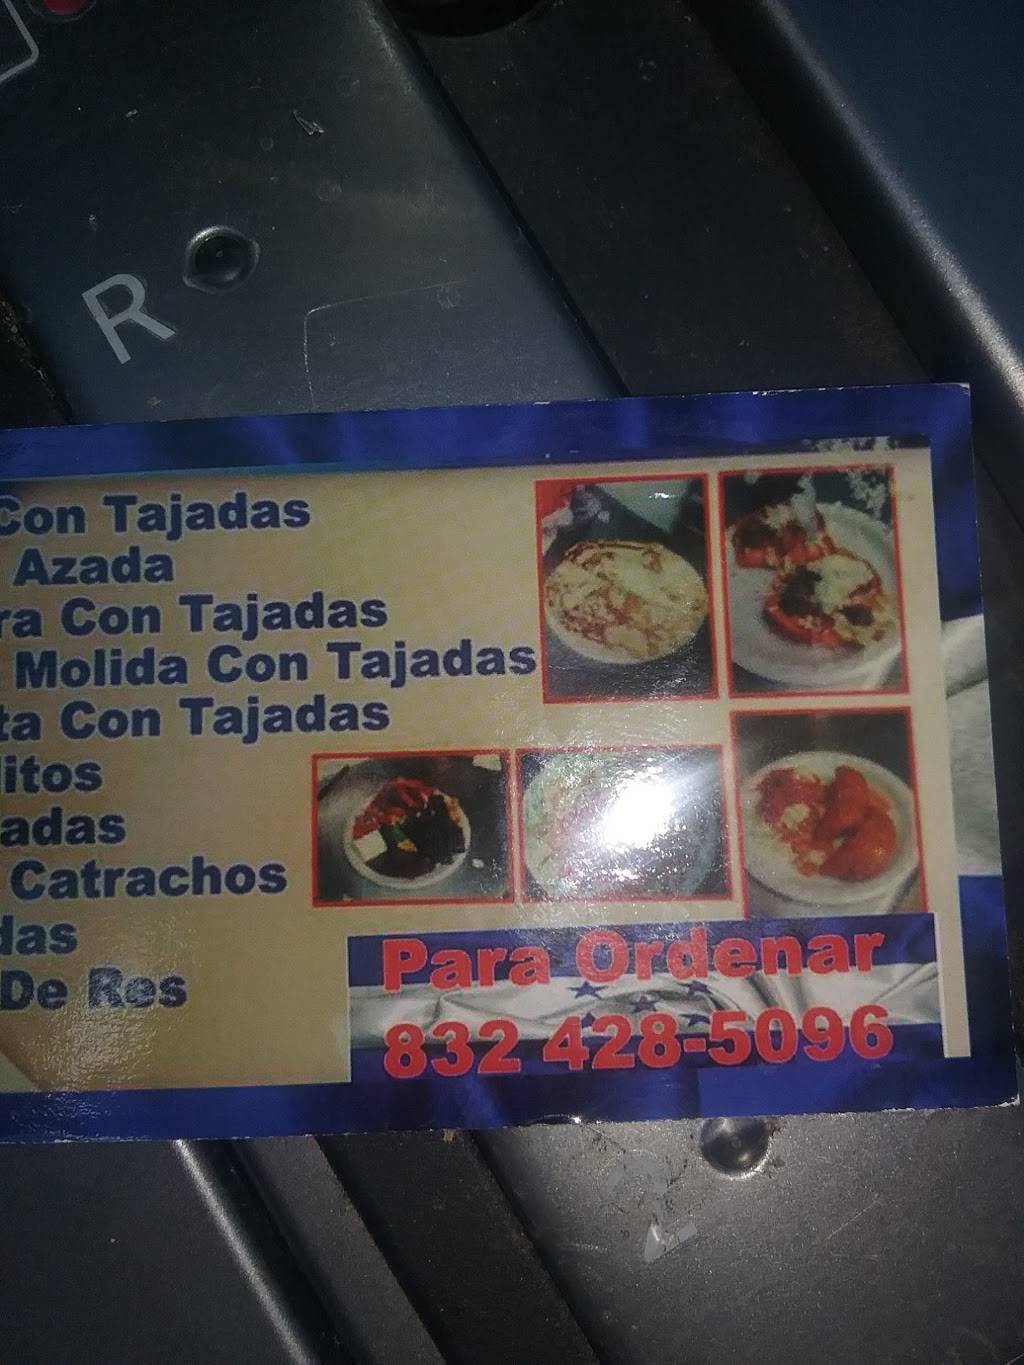 R
Con Tajadas
Azada
ra Con Tajadas
Molida Con Tajadas
ta Con Tajadas
litos
adas
Catrachos
das
De Res
Para Ordenar
832 428-5096